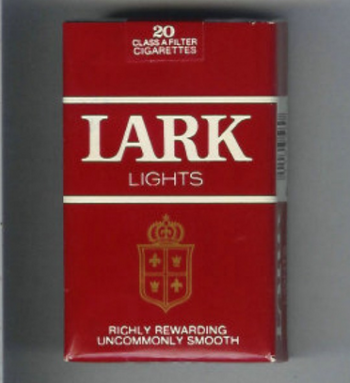 20
CLASS A FILTER
CIGARETTES
LARK
LIGHTS
RICHLY REWARDING
UNCOMMONLY SMOOTH